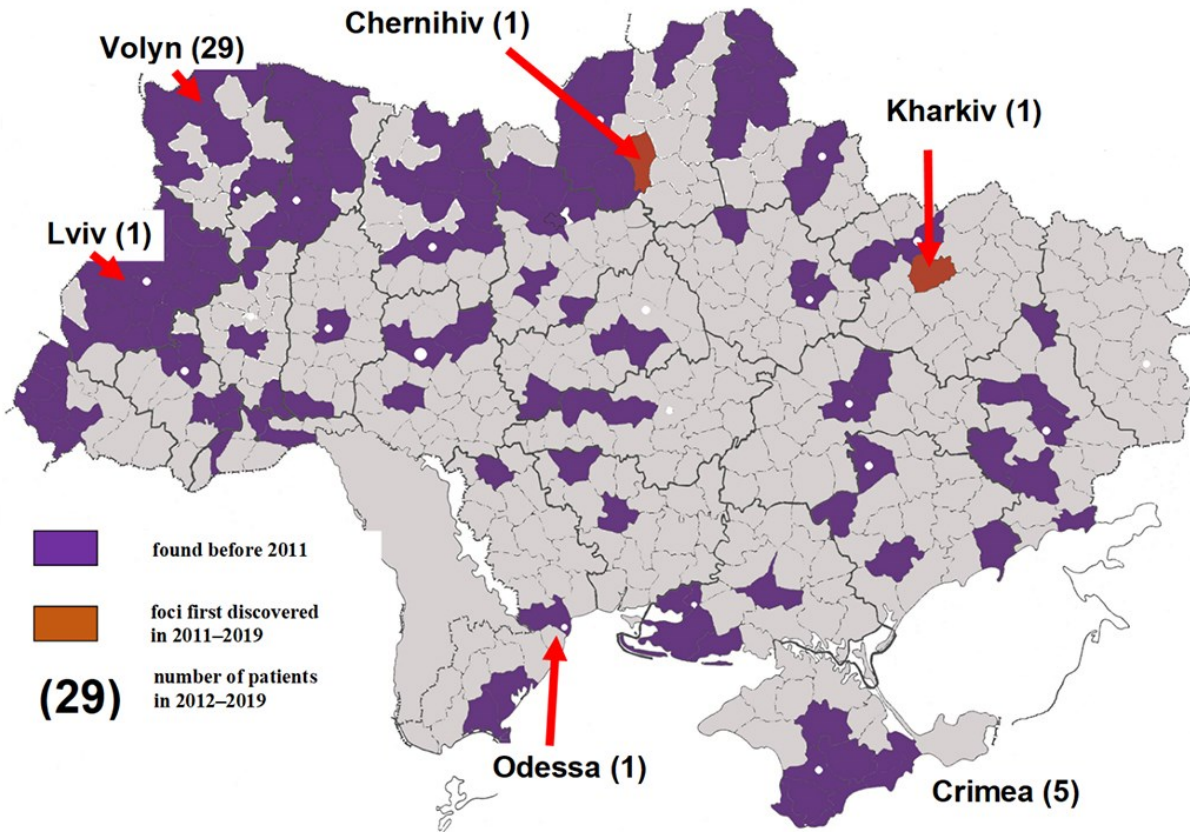 Chernihiv (1)
Volyn (29)
Kharkiv (1)
Lviv (1)
found before 2011
foci first discovered
in 2011–2019
(29)
number of patients
in 2012–2019
Odessa (1)
Crimea (5)